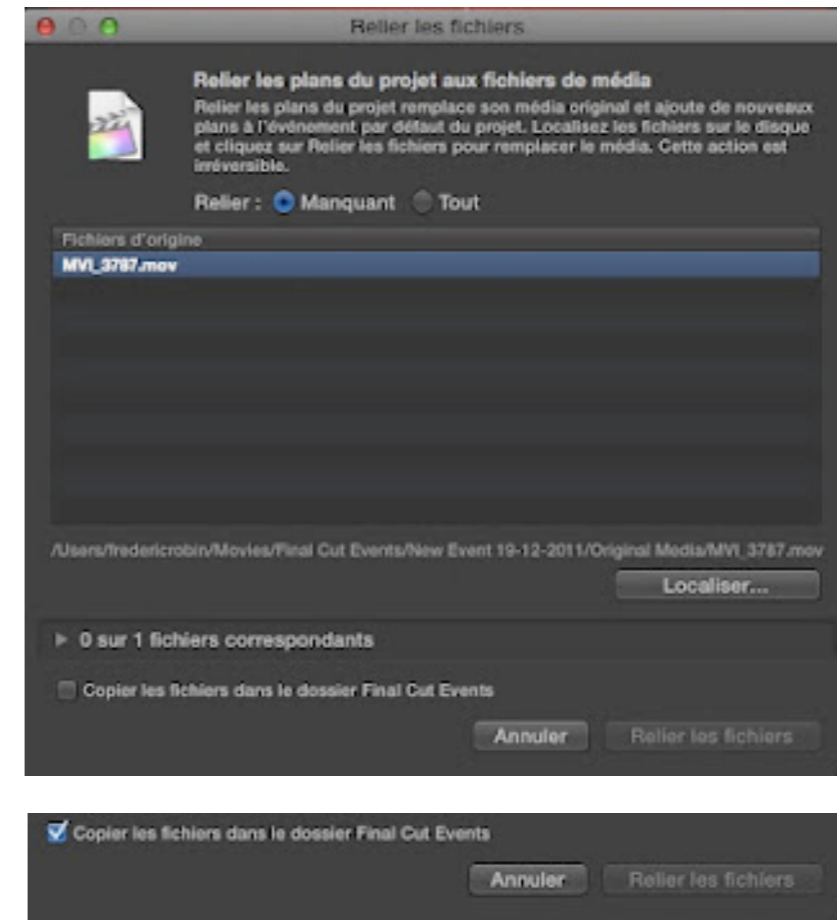 Relier les fichiers
Relier les plans du projet aux fichiers de média
Relier les plans du projet remplace son média original et ajoute de nouveaux
plans à l'événement par défaut du projet. Localisez les fichiers sur le disque
et cliquez sur Relier les fichiers pour remplacer le média. Cette action est
irréversible.
Relier : Manquant Tout
Fichiers d'origine
MVI_3787.mov
/Users/fredericrobin/Movies/Final Cut Events/New Event 19-12-2011/Original Media/MVI_3787.mov
Localiser...
0 sur 1 fichiers correspondants
Copier les fichiers dans le dossier Final Cut Events
Annuler Relier les fichiers
Copier les fichiers dans le dossier Final Cut Events
Annuler Relier les fichiers